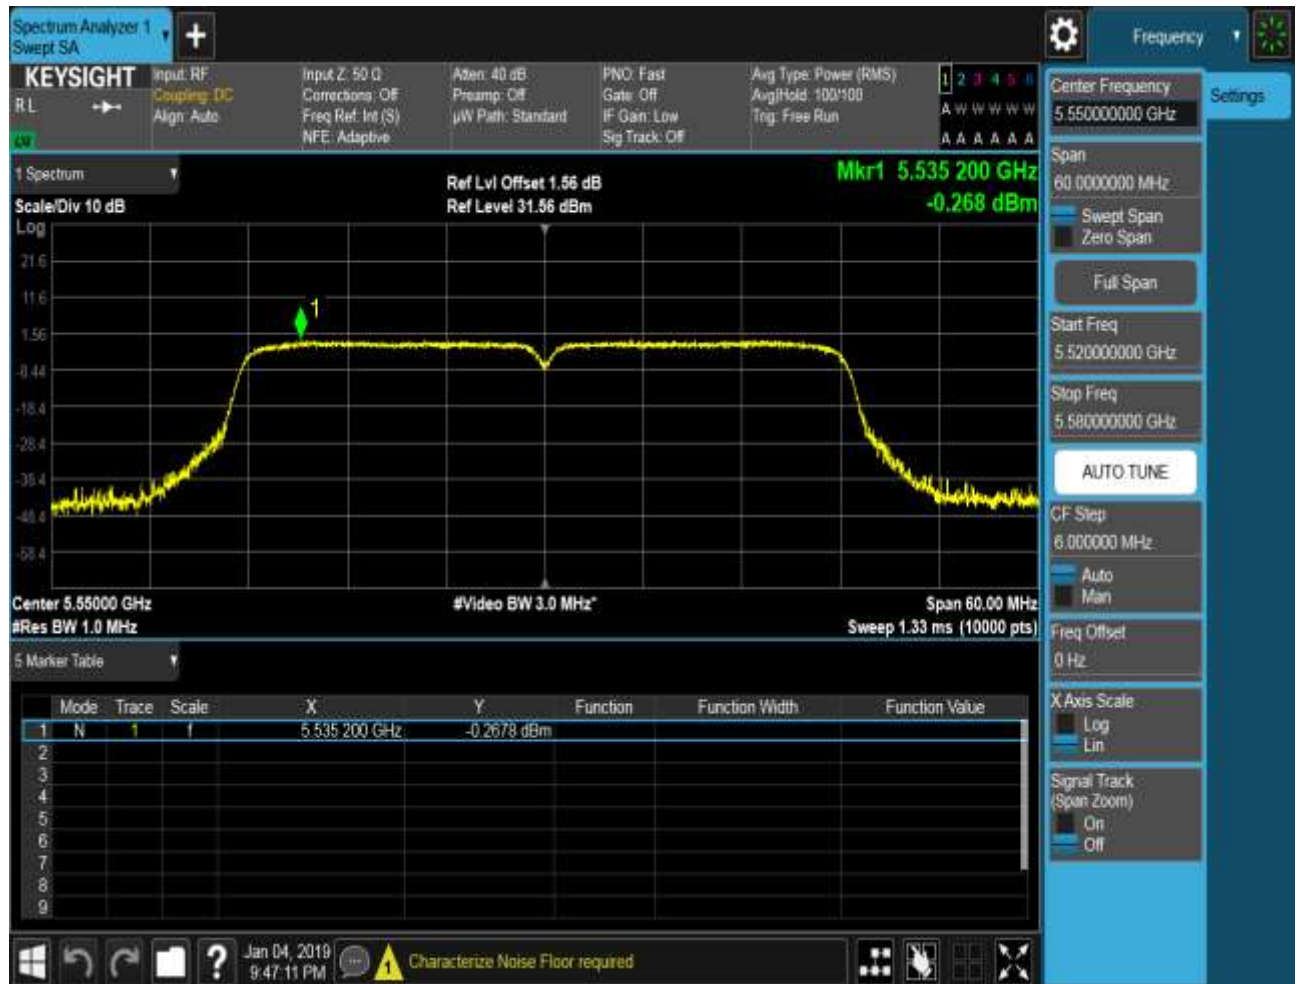 Spectrum Analyzer 1
Swept SA
+
Frequency
KEYSIGHT
RL
Input: RF
Coupling: DC
Align: Auto
Input Z: 50 Ω
Corrections: Off
Freq Ref: Int (S)
NFE: Adaptive
Atten: 40 dB
Preamp: Off
µW Path: Standard
PNO: Fast
Gate: Off
IF Gain: Low
Sig Track: Off
Avg Type: Power (RMS)
Avg|Hold: 100/100
Trig: Free Run
1 2 3 4 5 6
A W W W W W
A A A A A A
1 Spectrum
Scale/Div 10 dB
Ref Lvl Offset 1.56 dB
Ref Level 31.56 dBm
Mkr1 5.535 200 GHz
-0.268 dBm
Log
21.6
11.6
1.56
-8.44
-18.4
-28.4
-38.4
-48.4
-58.4
1
Center 5.55000 GHz
#Video BW 3.0 MHz*
Span 60.00 MHz
#Res BW 1.0 MHz
Sweep 1.33 ms (10000 pts)
5 Marker Table
Mode Trace Scale X Y Function Function Width Function Value
1 N 1 f 5.535 200 GHz -0.2678 dBm
2
3
4
5
6
7
8
9
Center Frequency
5.550000000 GHz
Settings
Span
60.0000000 MHz
Swept Span
Zero Span
Full Span
Start Freq
5.520000000 GHz
Stop Freq
5.580000000 GHz
AUTO TUNE
CF Step
6.000000 MHz
Auto
Man
Freq Offset
0 Hz
X Axis Scale
Log
Lin
Signal Track
(Span Zoom)
On
Off
?
Jan 04, 2019
9:47:11 PM
1
Characterize Noise Floor required